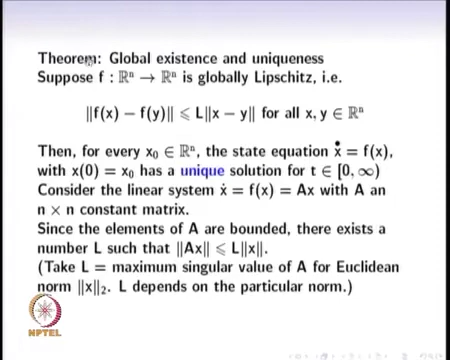 Theorem: Global existence and uniqueness
Suppose f : ℝⁿ → ℝⁿ is globally Lipschitz, i.e.
‖f(x) − f(y)‖ ⩽ L‖x − y‖ for all x, y ∈ ℝⁿ
Then, for every x₀ ∈ ℝⁿ, the state equation ẋ = f(x),
with x(0) = x₀ has a unique solution for t ∈ [0, ∞)
Consider the linear system ẋ = f(x) = Ax with A an
n × n constant matrix.
Since the elements of A are bounded, there exists a
number L such that ‖Ax‖ ⩽ L‖x‖.
(Take L = maximum singular value of A for Euclidean
norm ‖x‖₂. L depends on the particular norm.)
NPTEL